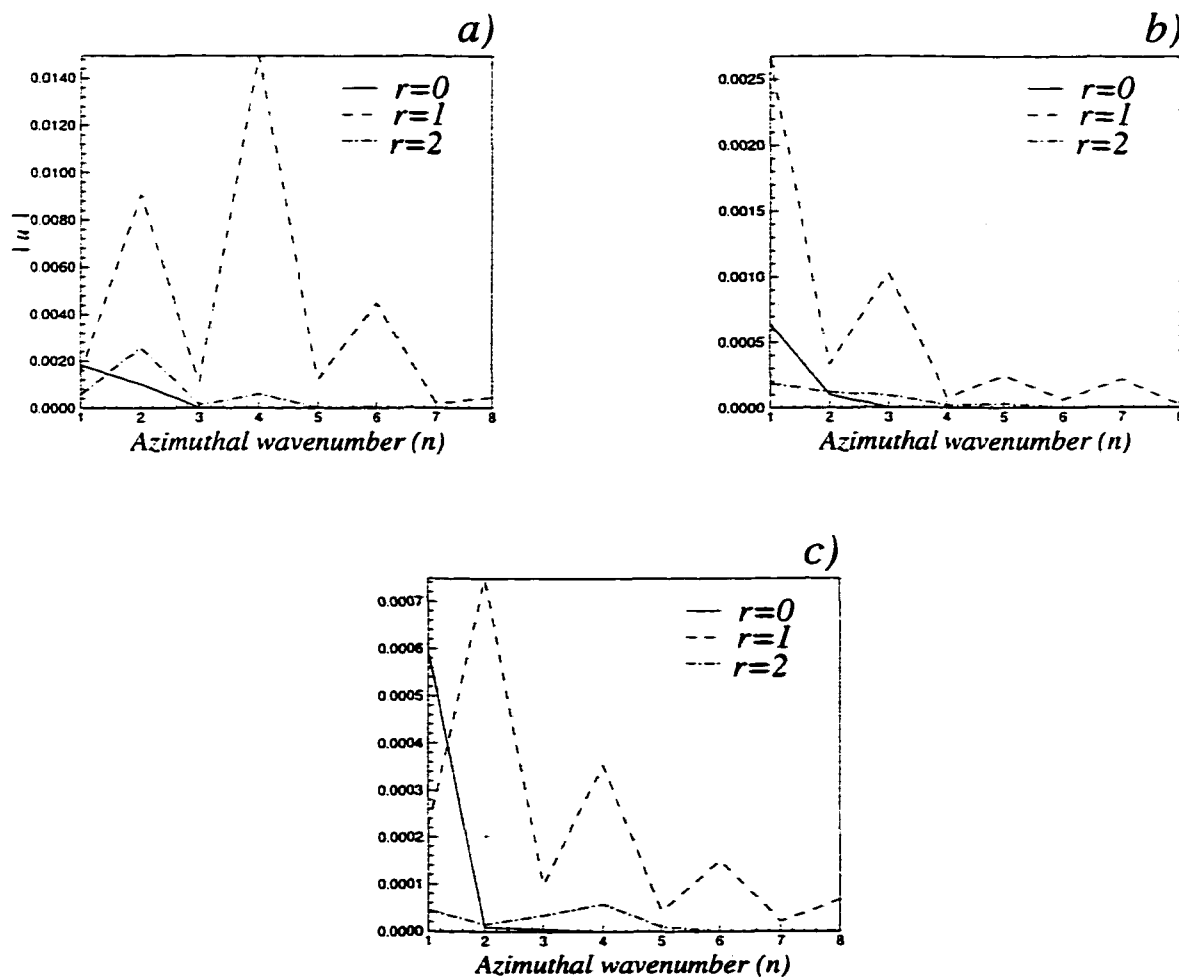 a)
0.0140
0.0120
0.0100
0.0080
0.0060
0.0040
0.0020
0.0000
| u |
r=0
r=1
r=2
1 2 3 4 5 6 7 8
Azimuthal wavenumber (n)
b)
0.0025
0.0020
0.0015
0.0010
0.0005
0.0000
r=0
r=1
r=2
1 2 3 4 5 6 7 8
Azimuthal wavenumber (n)
c)
0.0007
0.0006
0.0005
0.0004
0.0003
0.0002
0.0001
0.0000
r=0
r=1
r=2
1 2 3 4 5 6 7 8
Azimuthal wavenumber (n)